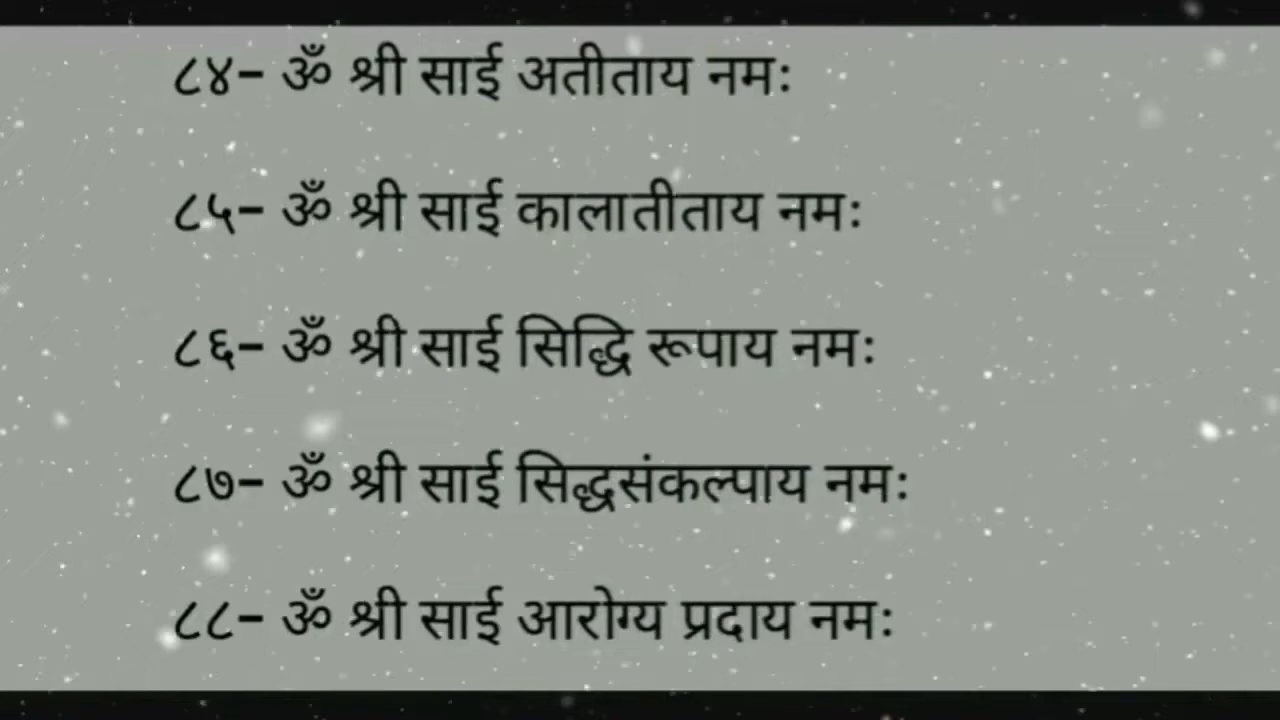 ८४- ॐ श्री साई अतीताय नमः
८५- ॐ श्री साई कालातीताय नमः
८६- ॐ श्री साई सिद्धि रूपाय नमः
८७- ॐ श्री साई सिद्धसंकल्पाय नमः
८८- ॐ श्री साई आरोग्य प्रदाय नमः